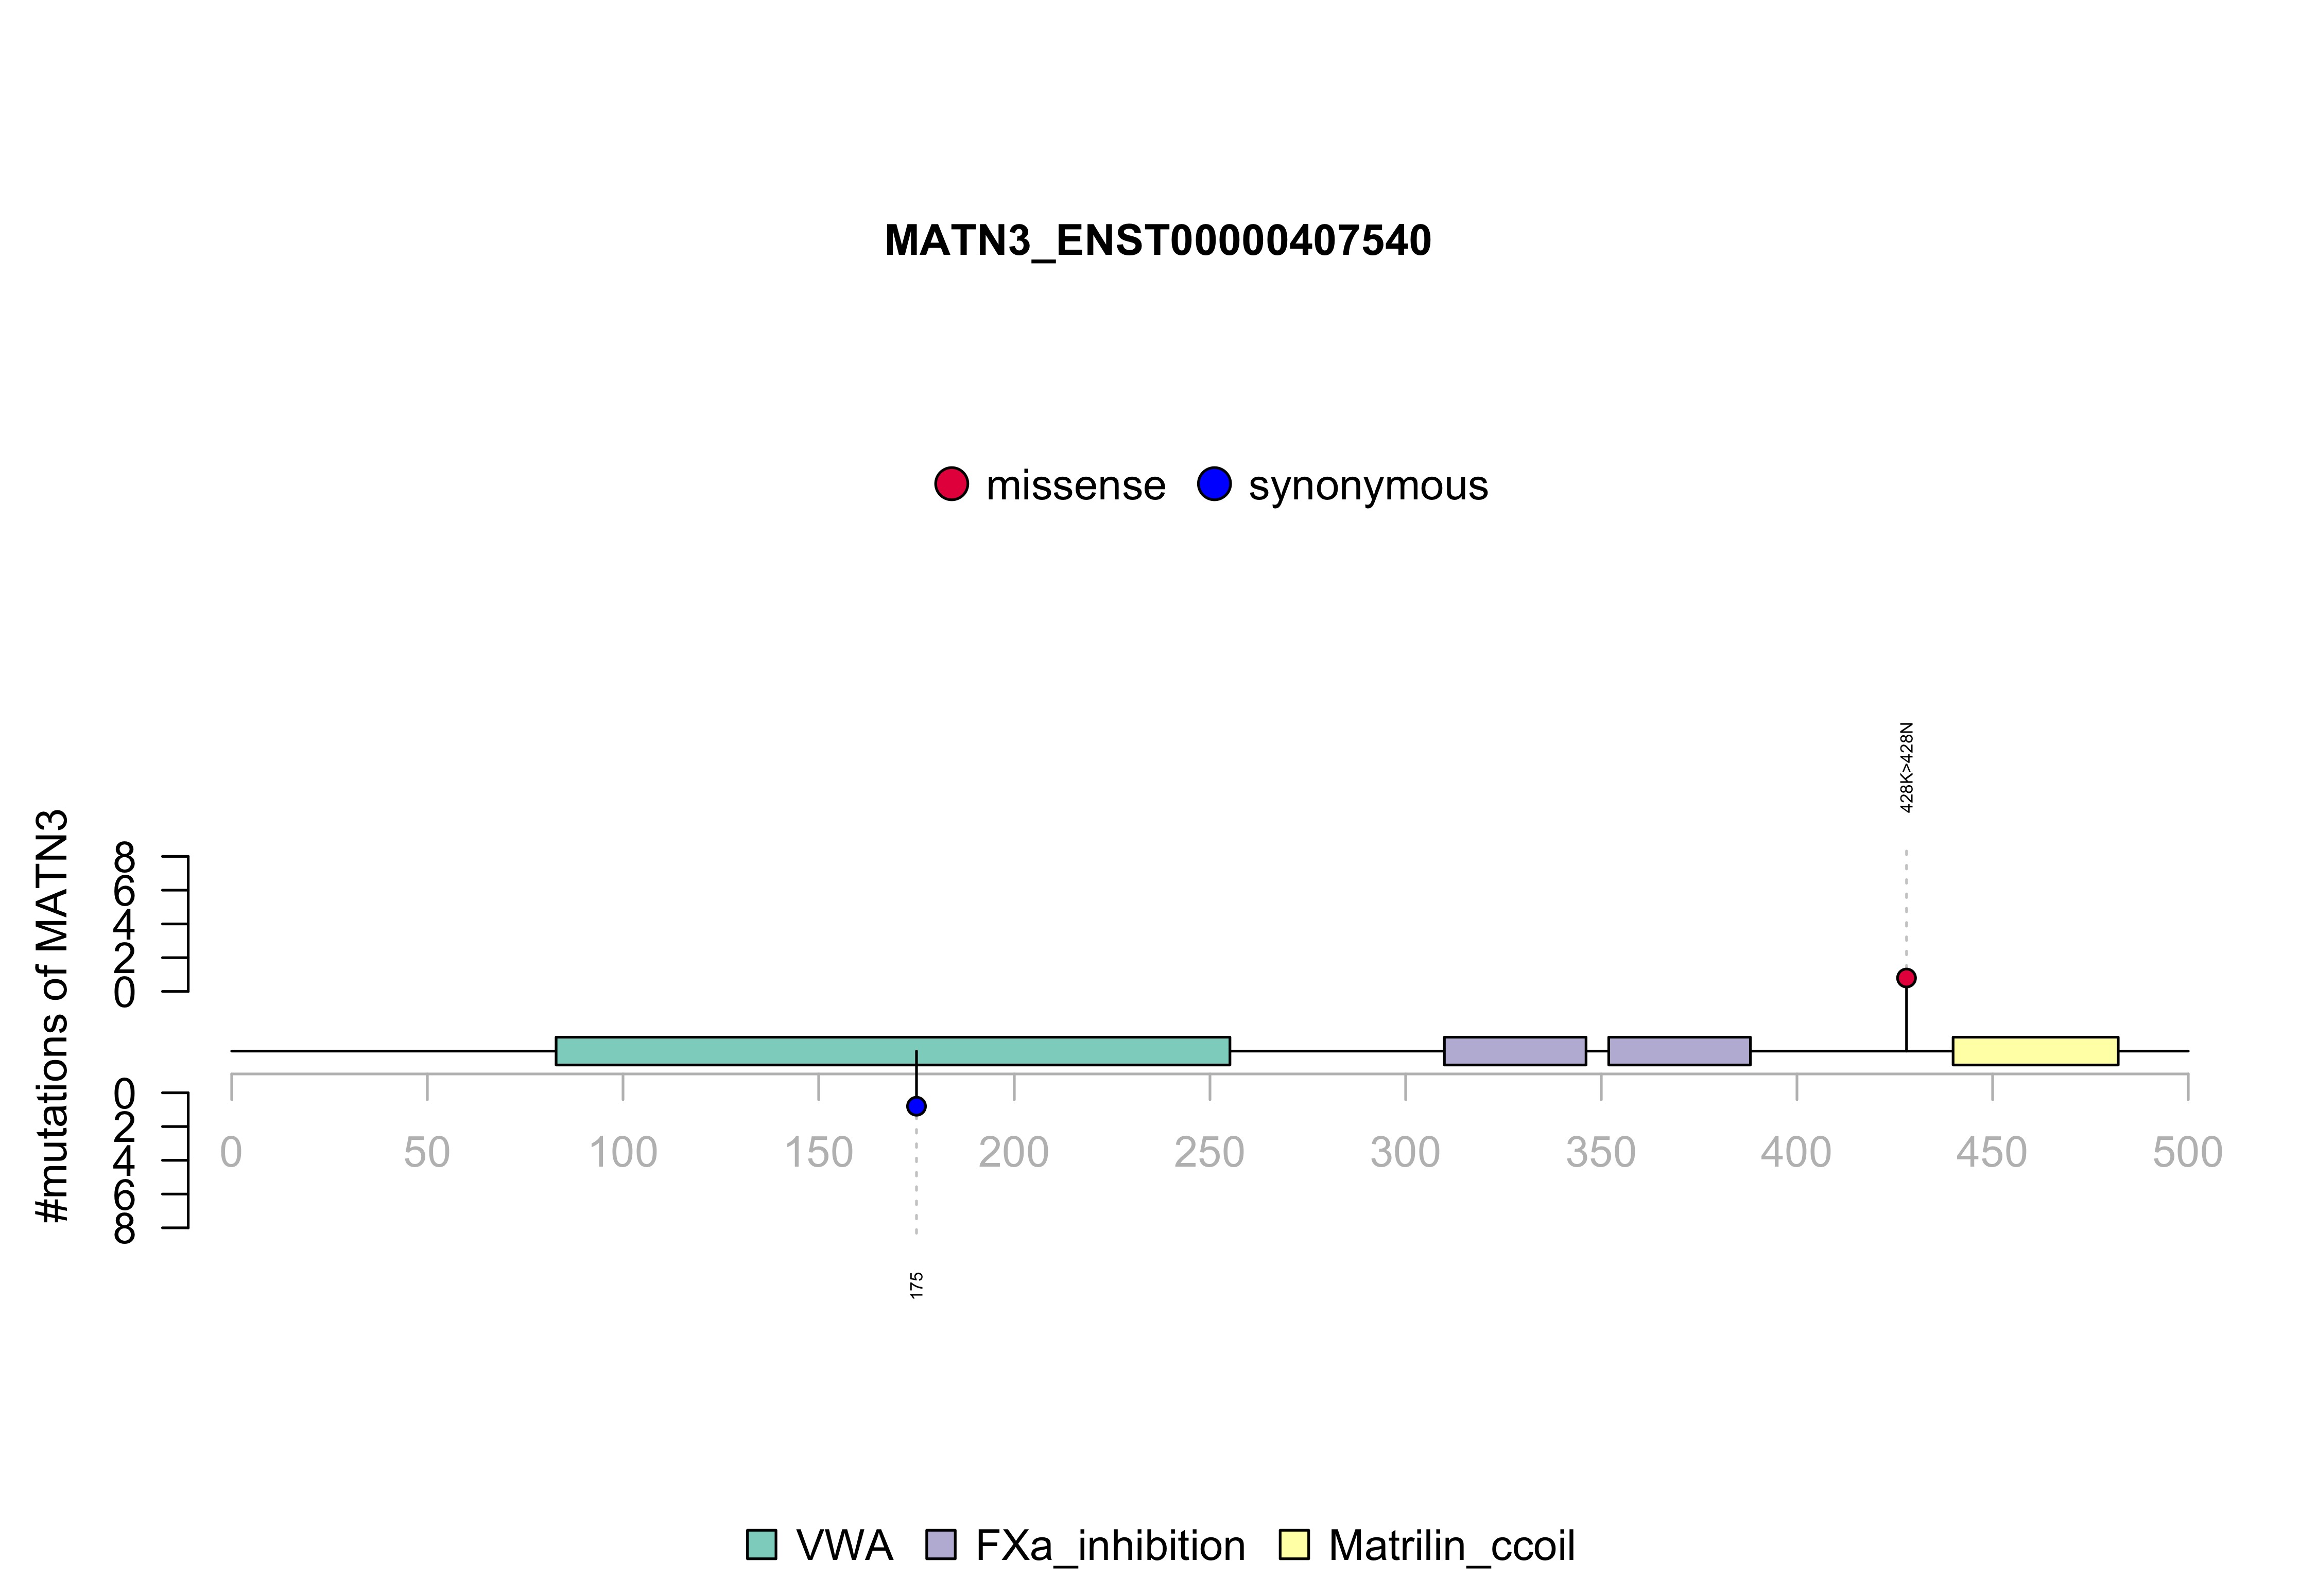 MATN3_ENST00000407540
missense synonymous
428K>428N
#mutations of MATN3
8
6
4
2
0
0
2
4
6
8
0 50 100 150 200 250 300 350 400 450 500
175
VWA FXa_inhibition Matrilin_ccoil